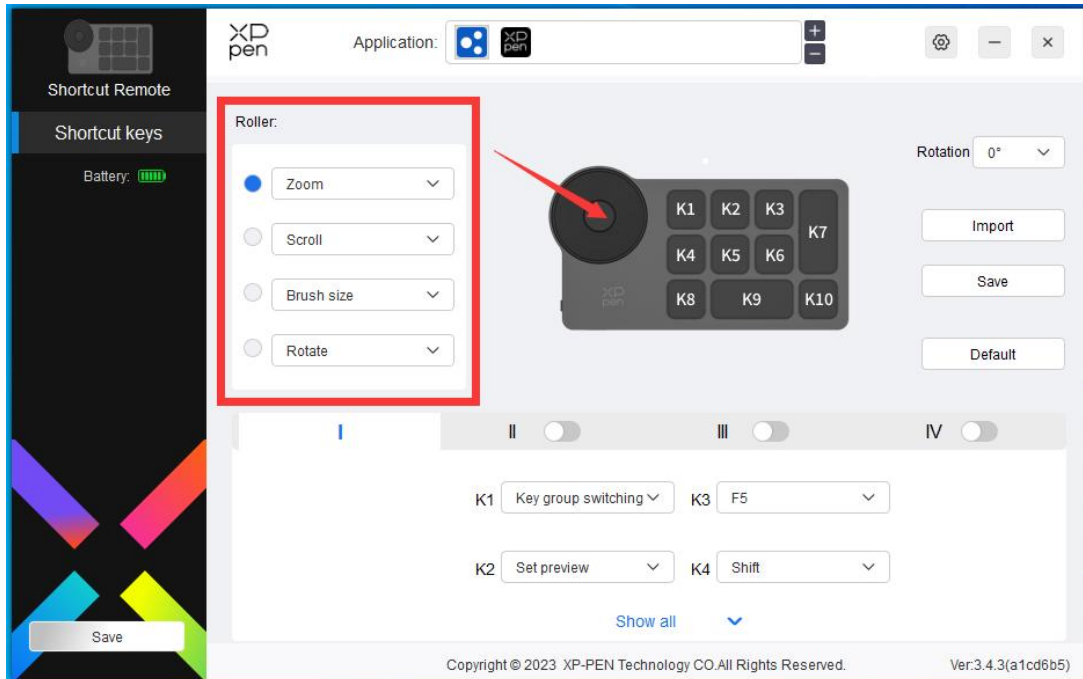 XP
pen
Application:
XP
pen
Shortcut Remote
Shortcut keys
Battery:
Roller:
Zoom
Scroll
Brush size
Rotate
K1 K2 K3
K7
K4 K5 K6
K8 K9 K10
XP
pen
Rotation 0°
Import
Save
Default
I II III IV
K1 Key group switching K3 F5
K2 Set preview K4 Shift
Show all
Save
Copyright © 2023 XP-PEN Technology CO.All Rights Reserved. Ver:3.4.3(a1cd6b5)